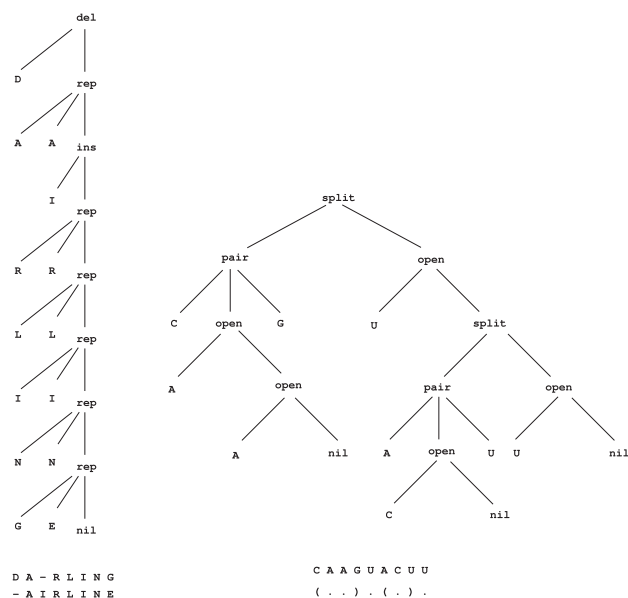 del
D
rep
A A
ins
I
split
rep
pair open
R R
rep
C open G U split
L L
rep
A open pair open
I I
rep
N N
A nil A open U U nil
rep
C nil
G E nil
C A A G U A C U U
D A - R L I N G
- A I R L I N E
( . . ) . ( . ) .